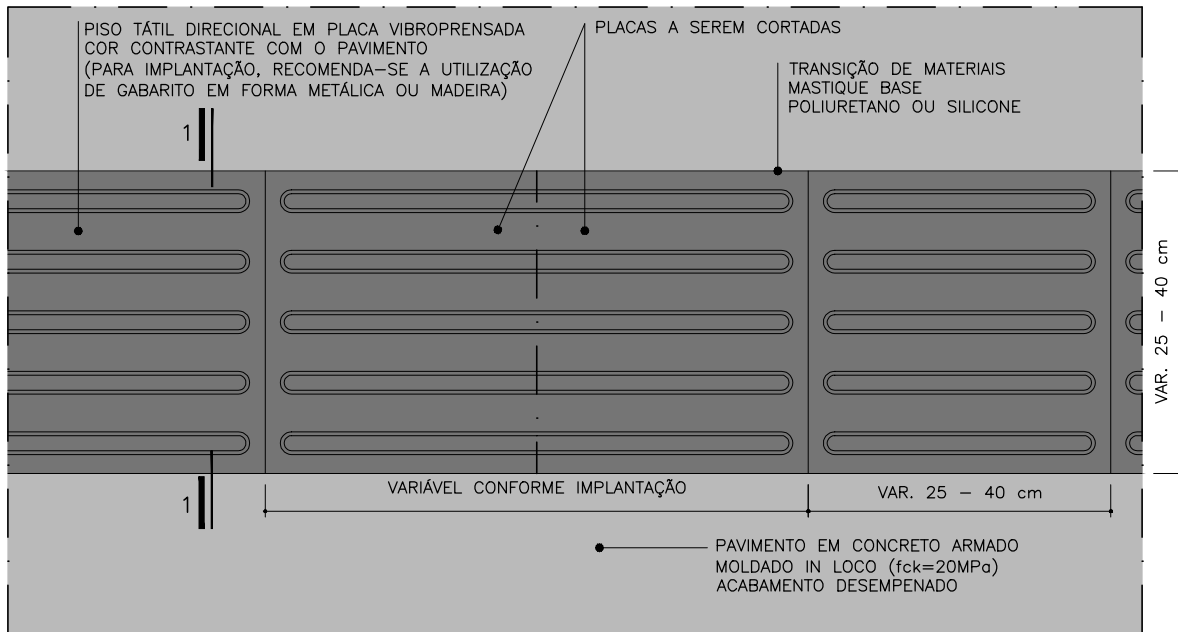 PISO TÁTIL DIRECIONAL EM PLACA VIBROPRENSADA
COR CONTRASTANTE COM O PAVIMENTO
(PARA IMPLANTAÇÃO, RECOMENDA-SE A UTILIZAÇÃO
DE GABARITO EM FORMA METÁLICA OU MADEIRA)
PLACAS A SEREM CORTADAS
TRANSIÇÃO DE MATERIAIS
MASTIQUE BASE
POLIURETANO OU SILICONE
1
VAR. 25 - 40 cm
1
VARIÁVEL CONFORME IMPLANTAÇÃO
VAR. 25 - 40 cm
PAVIMENTO EM CONCRETO ARMADO
MOLDADO IN LOCO (fck=20MPa)
ACABAMENTO DESEMPENADO